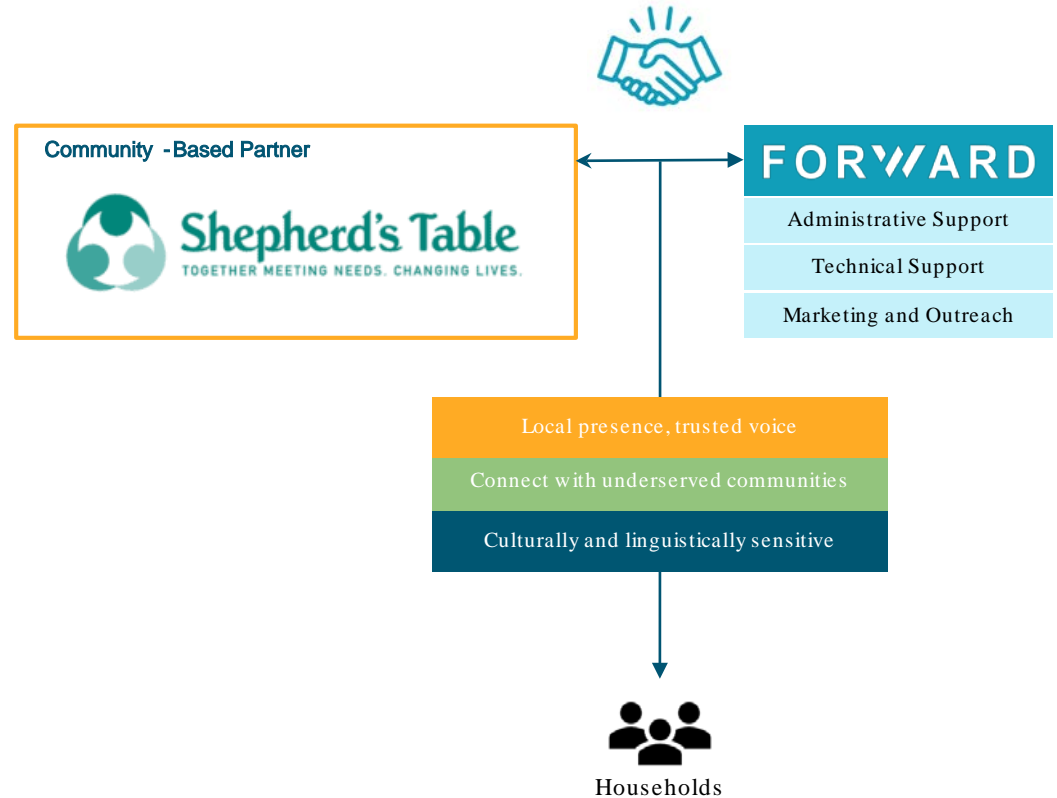 Community -Based Partner
Shepherd's Table
TOGETHER MEETING NEEDS. CHANGING LIVES.
FORWARD
Administrative Support
Technical Support
Marketing and Outreach
Local presence, trusted voice
Connect with underserved communities
Culturally and linguistically sensitive
Households